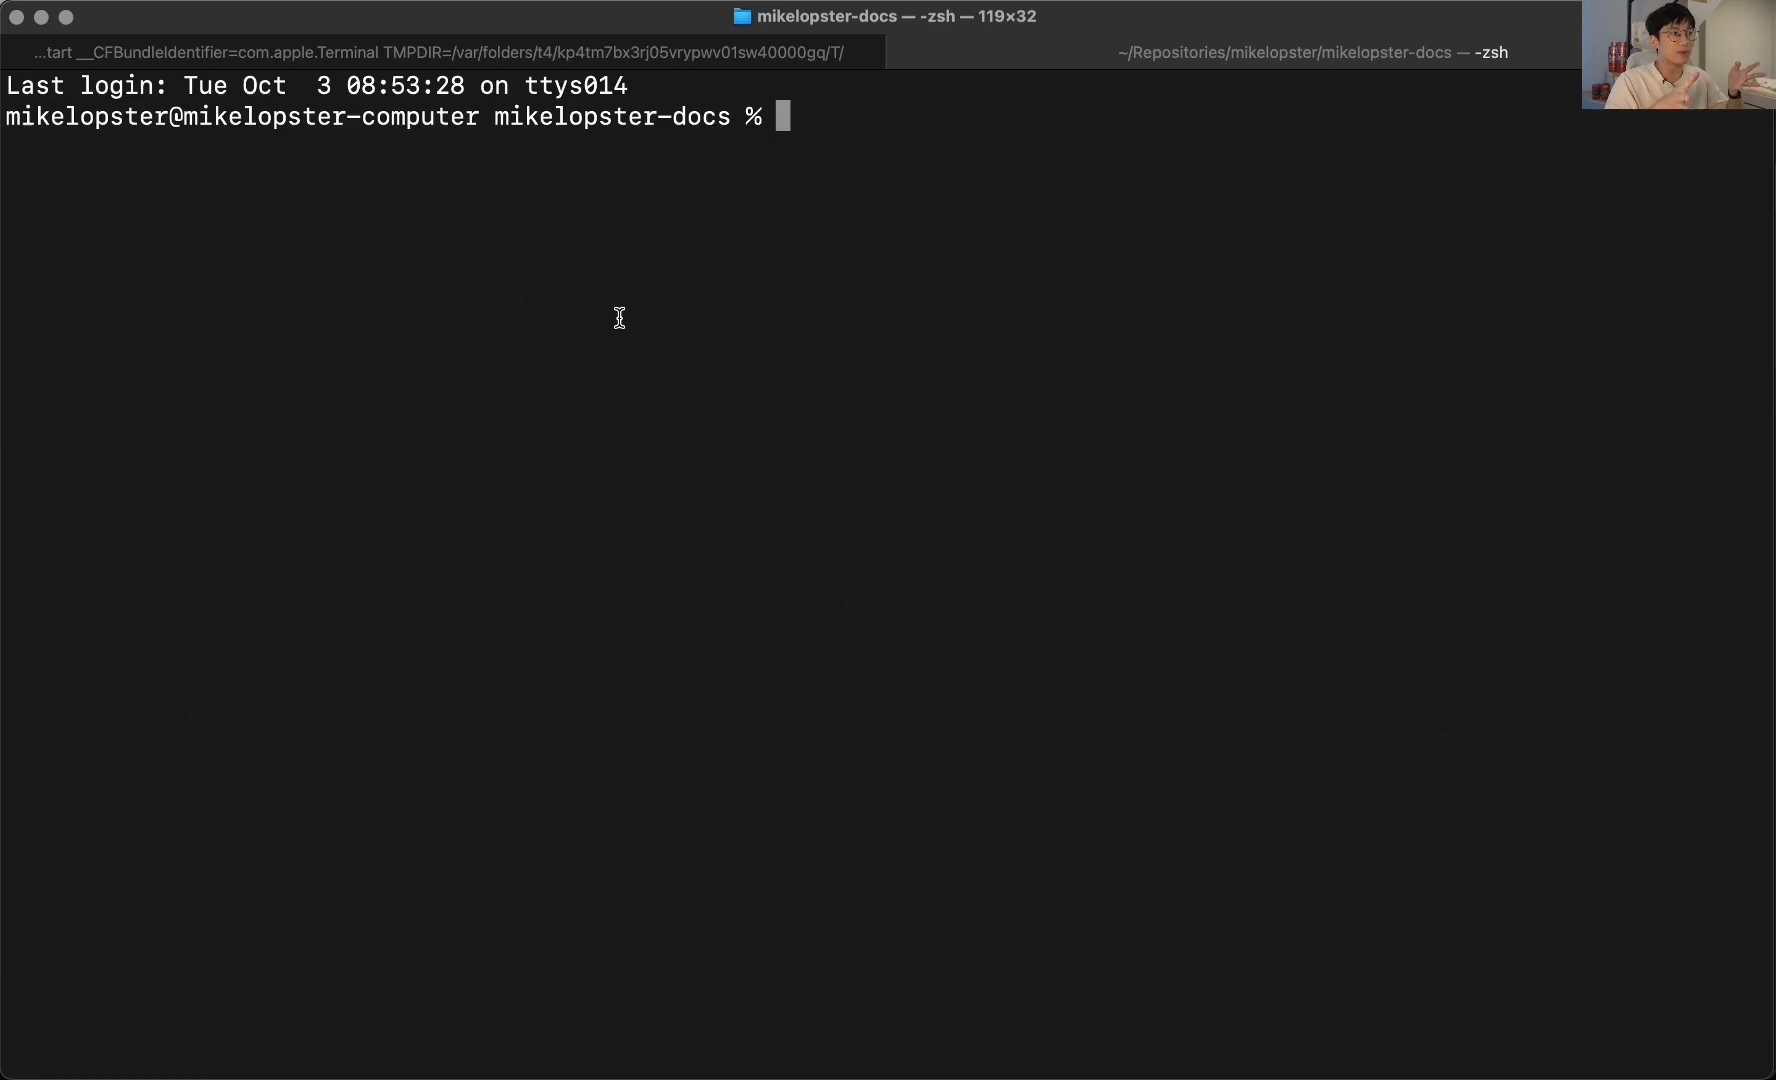 mikelopster-docs — -zsh — 119×32
...tart __CFBundleIdentifier=com.apple.Terminal TMPDIR=/var/folders/t4/kp4tm7bx3rj05vrypwv01sw40000gq/T/
~/Repositories/mikelopster/mikelopster-docs — -zsh
Last login: Tue Oct  3 08:53:28 on ttys014
mikelopster@mikelopster-computer mikelopster-docs %